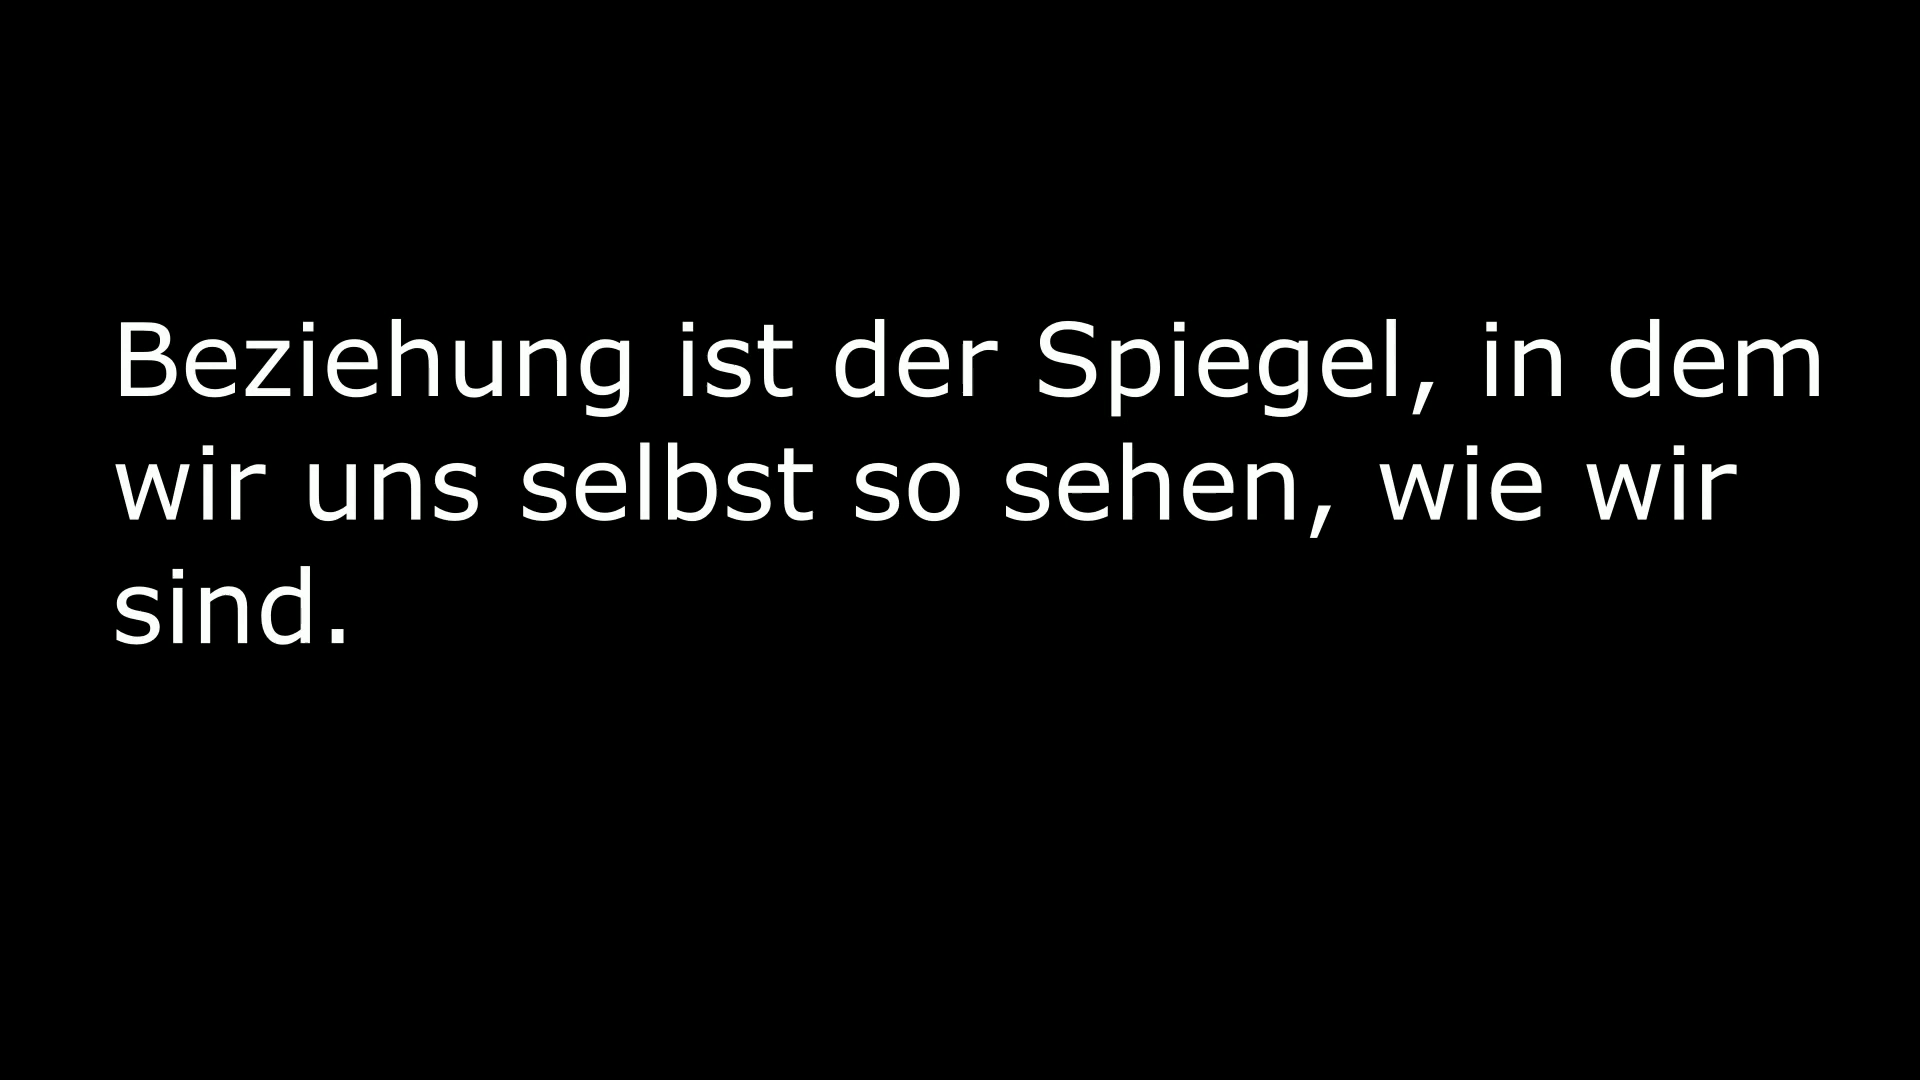 Beziehung ist der Spiegel, in dem
wir uns selbst so sehen, wie wir
sind.